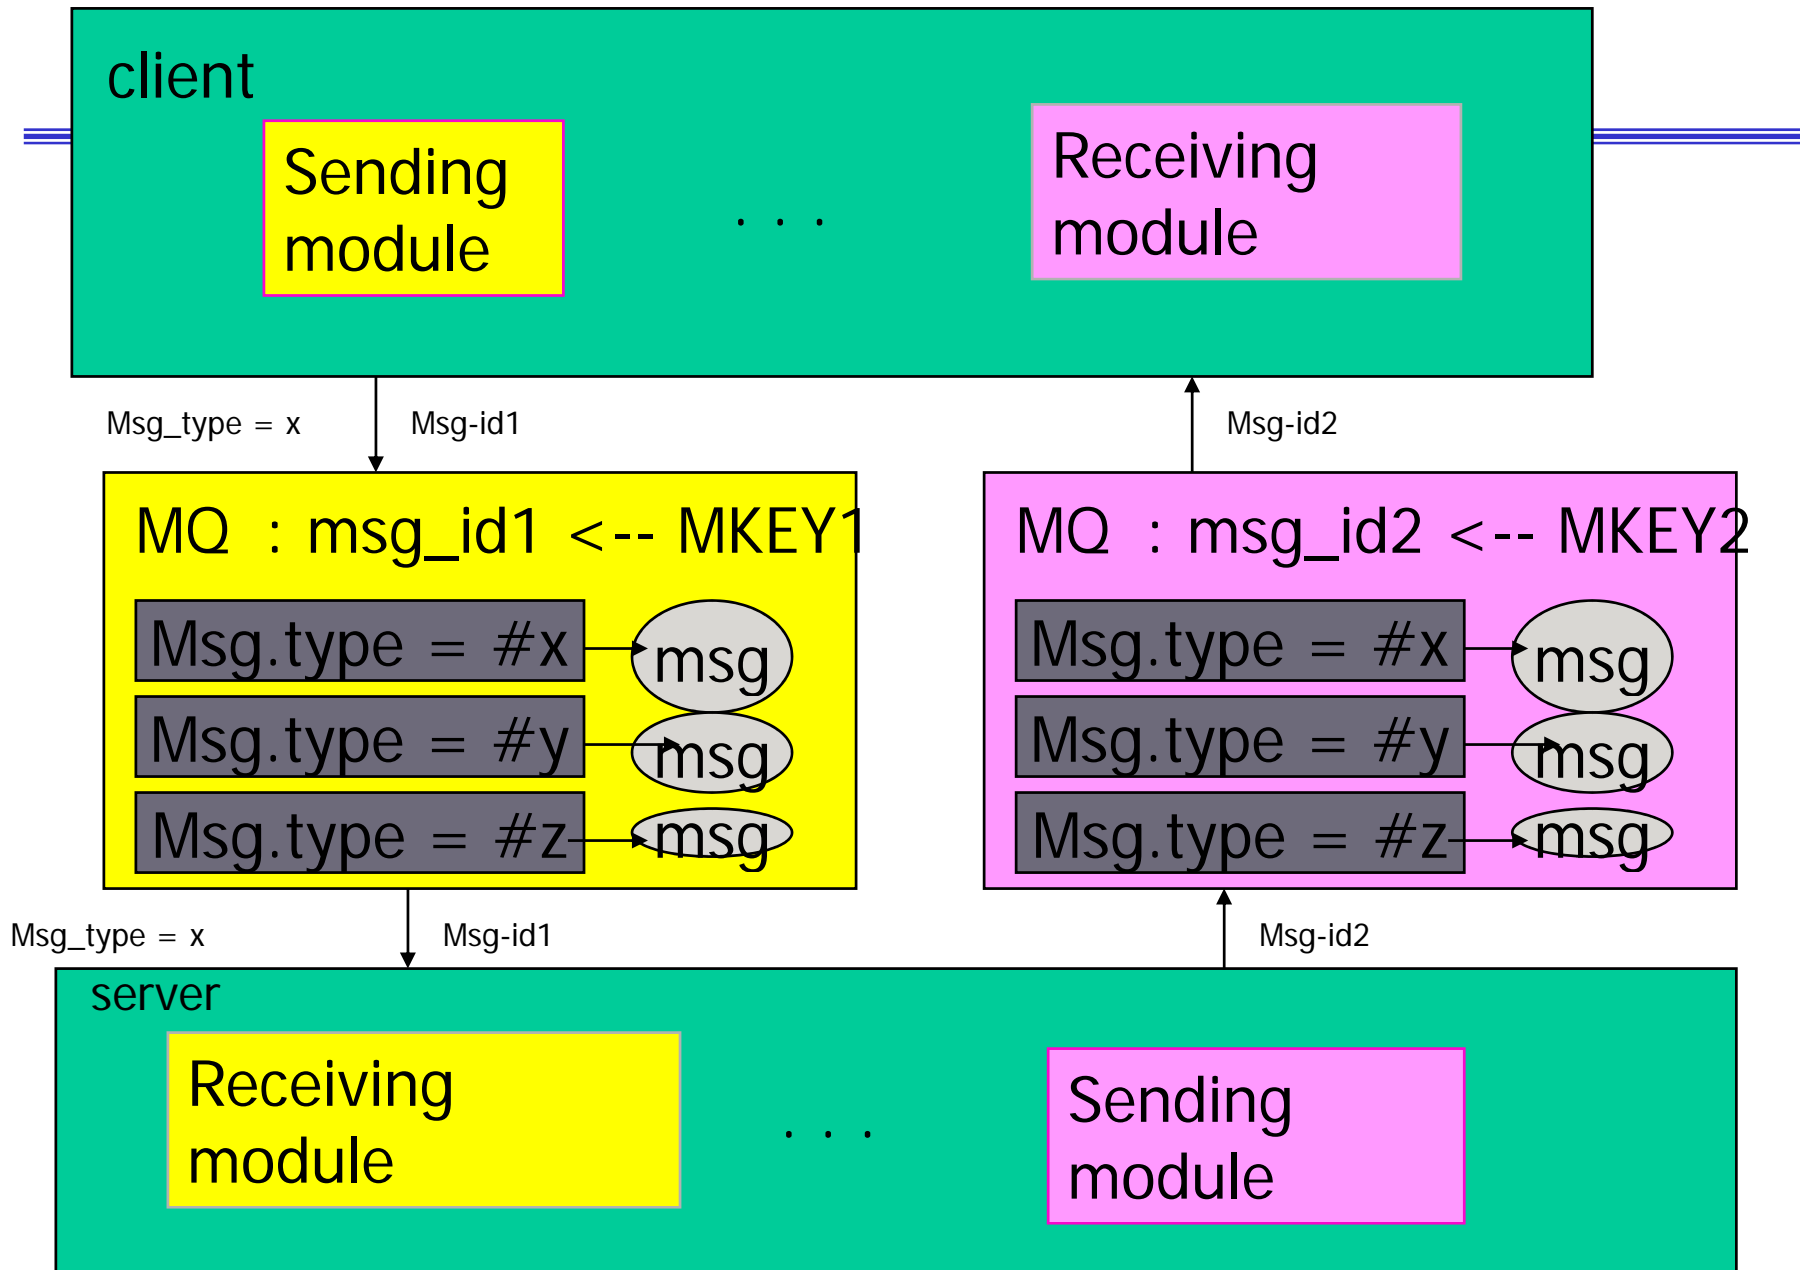 client
Sending
module
. . .
Receiving
module
Msg_type = x
Msg-id1
Msg-id2
MQ : msg_id1 <-- MKEY1
Msg.type = #x
msg
Msg.type = #y
msg
Msg.type = #z
msg
MQ : msg_id2 <-- MKEY2
Msg.type = #x
msg
Msg.type = #y
msg
Msg.type = #z
msg
Msg_type = x
Msg-id1
Msg-id2
server
Receiving
module
. . .
Sending
module